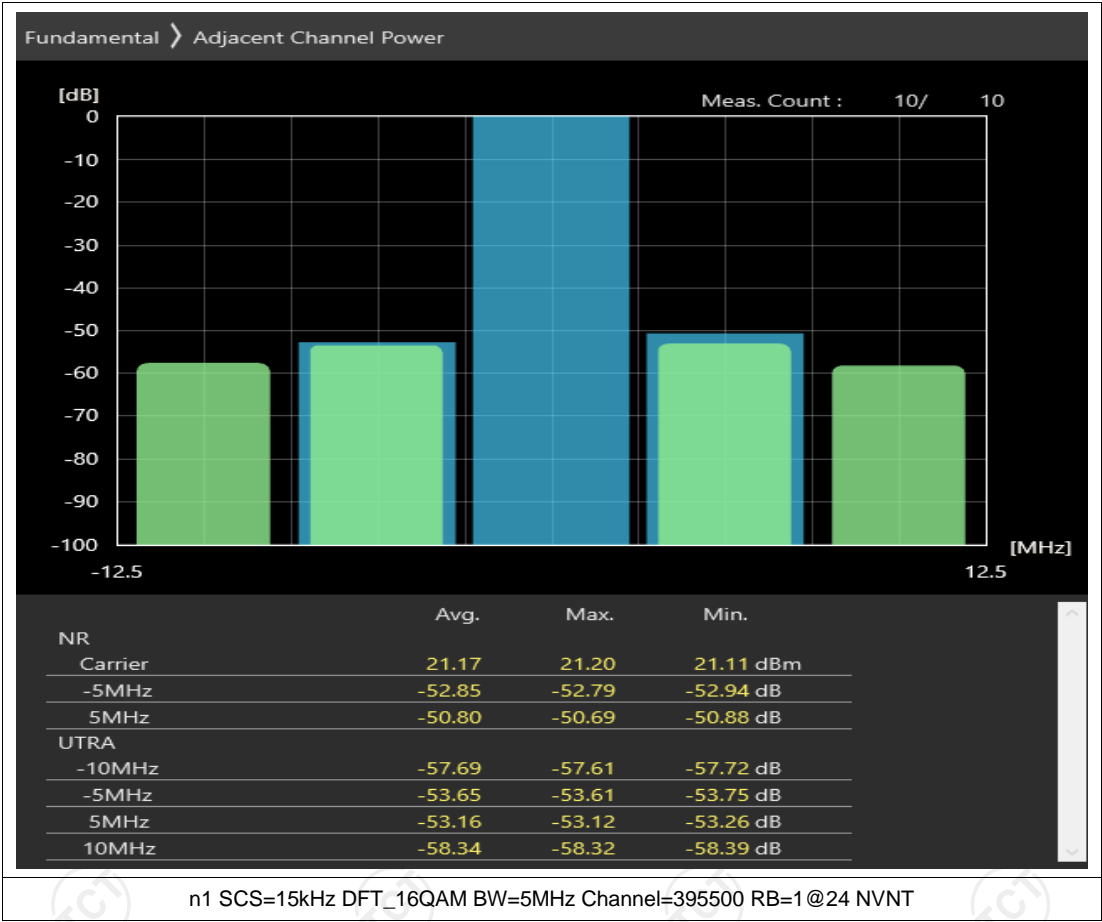 Fundamental 〉 Adjacent Channel Power
[dB]
Meas. Count : 10/ 10
0
-10
-20
-30
-40
-50
-60
-70
-80
-90
-100
[MHz]
-12.5 12.5
Avg. Max. Min.
NR
Carrier 21.17 21.20 21.11 dBm
-5MHz -52.85 -52.79 -52.94 dB
5MHz -50.80 -50.69 -50.88 dB
UTRA
-10MHz -57.69 -57.61 -57.72 dB
-5MHz -53.65 -53.61 -53.75 dB
5MHz -53.16 -53.12 -53.26 dB
10MHz -58.34 -58.32 -58.39 dB
n1 SCS=15kHz DFT_16QAM BW=5MHz Channel=395500 RB=1@24 NVNT
TCT TCT TCT TCT